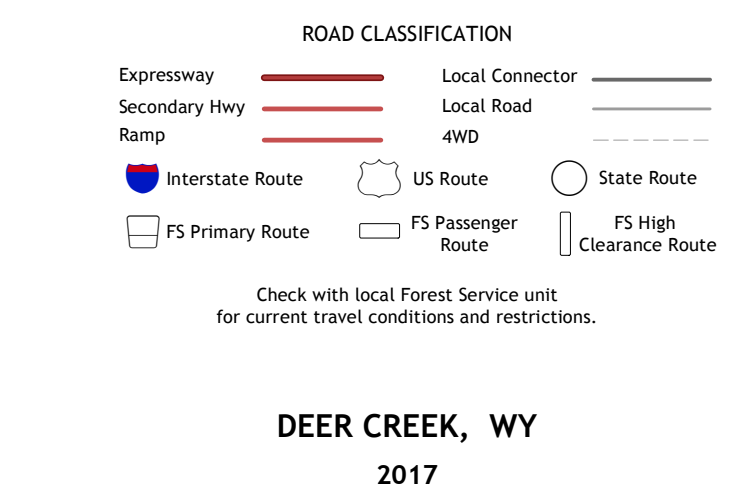 ROAD CLASSIFICATION
Expressway
Local Connector
Secondary Hwy
Local Road
Ramp
4WD
Interstate Route
US Route
State Route
FS Primary Route
FS Passenger
Route
FS High
Clearance Route
Check with local Forest Service unit
for current travel conditions and restrictions.
DEER CREEK,  WY
2017